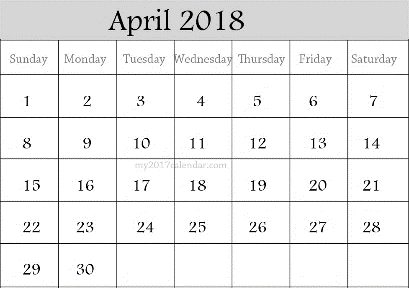 April 2018
Sunday Monday Tuesday Wednesday Thursday Friday Saturday
1 2 3 4 5 6 7
8 9 10 11 12 13 14
my2017calendar.com
15 16 17 18 19 20 21
22 23 24 25 26 27 28
29 30